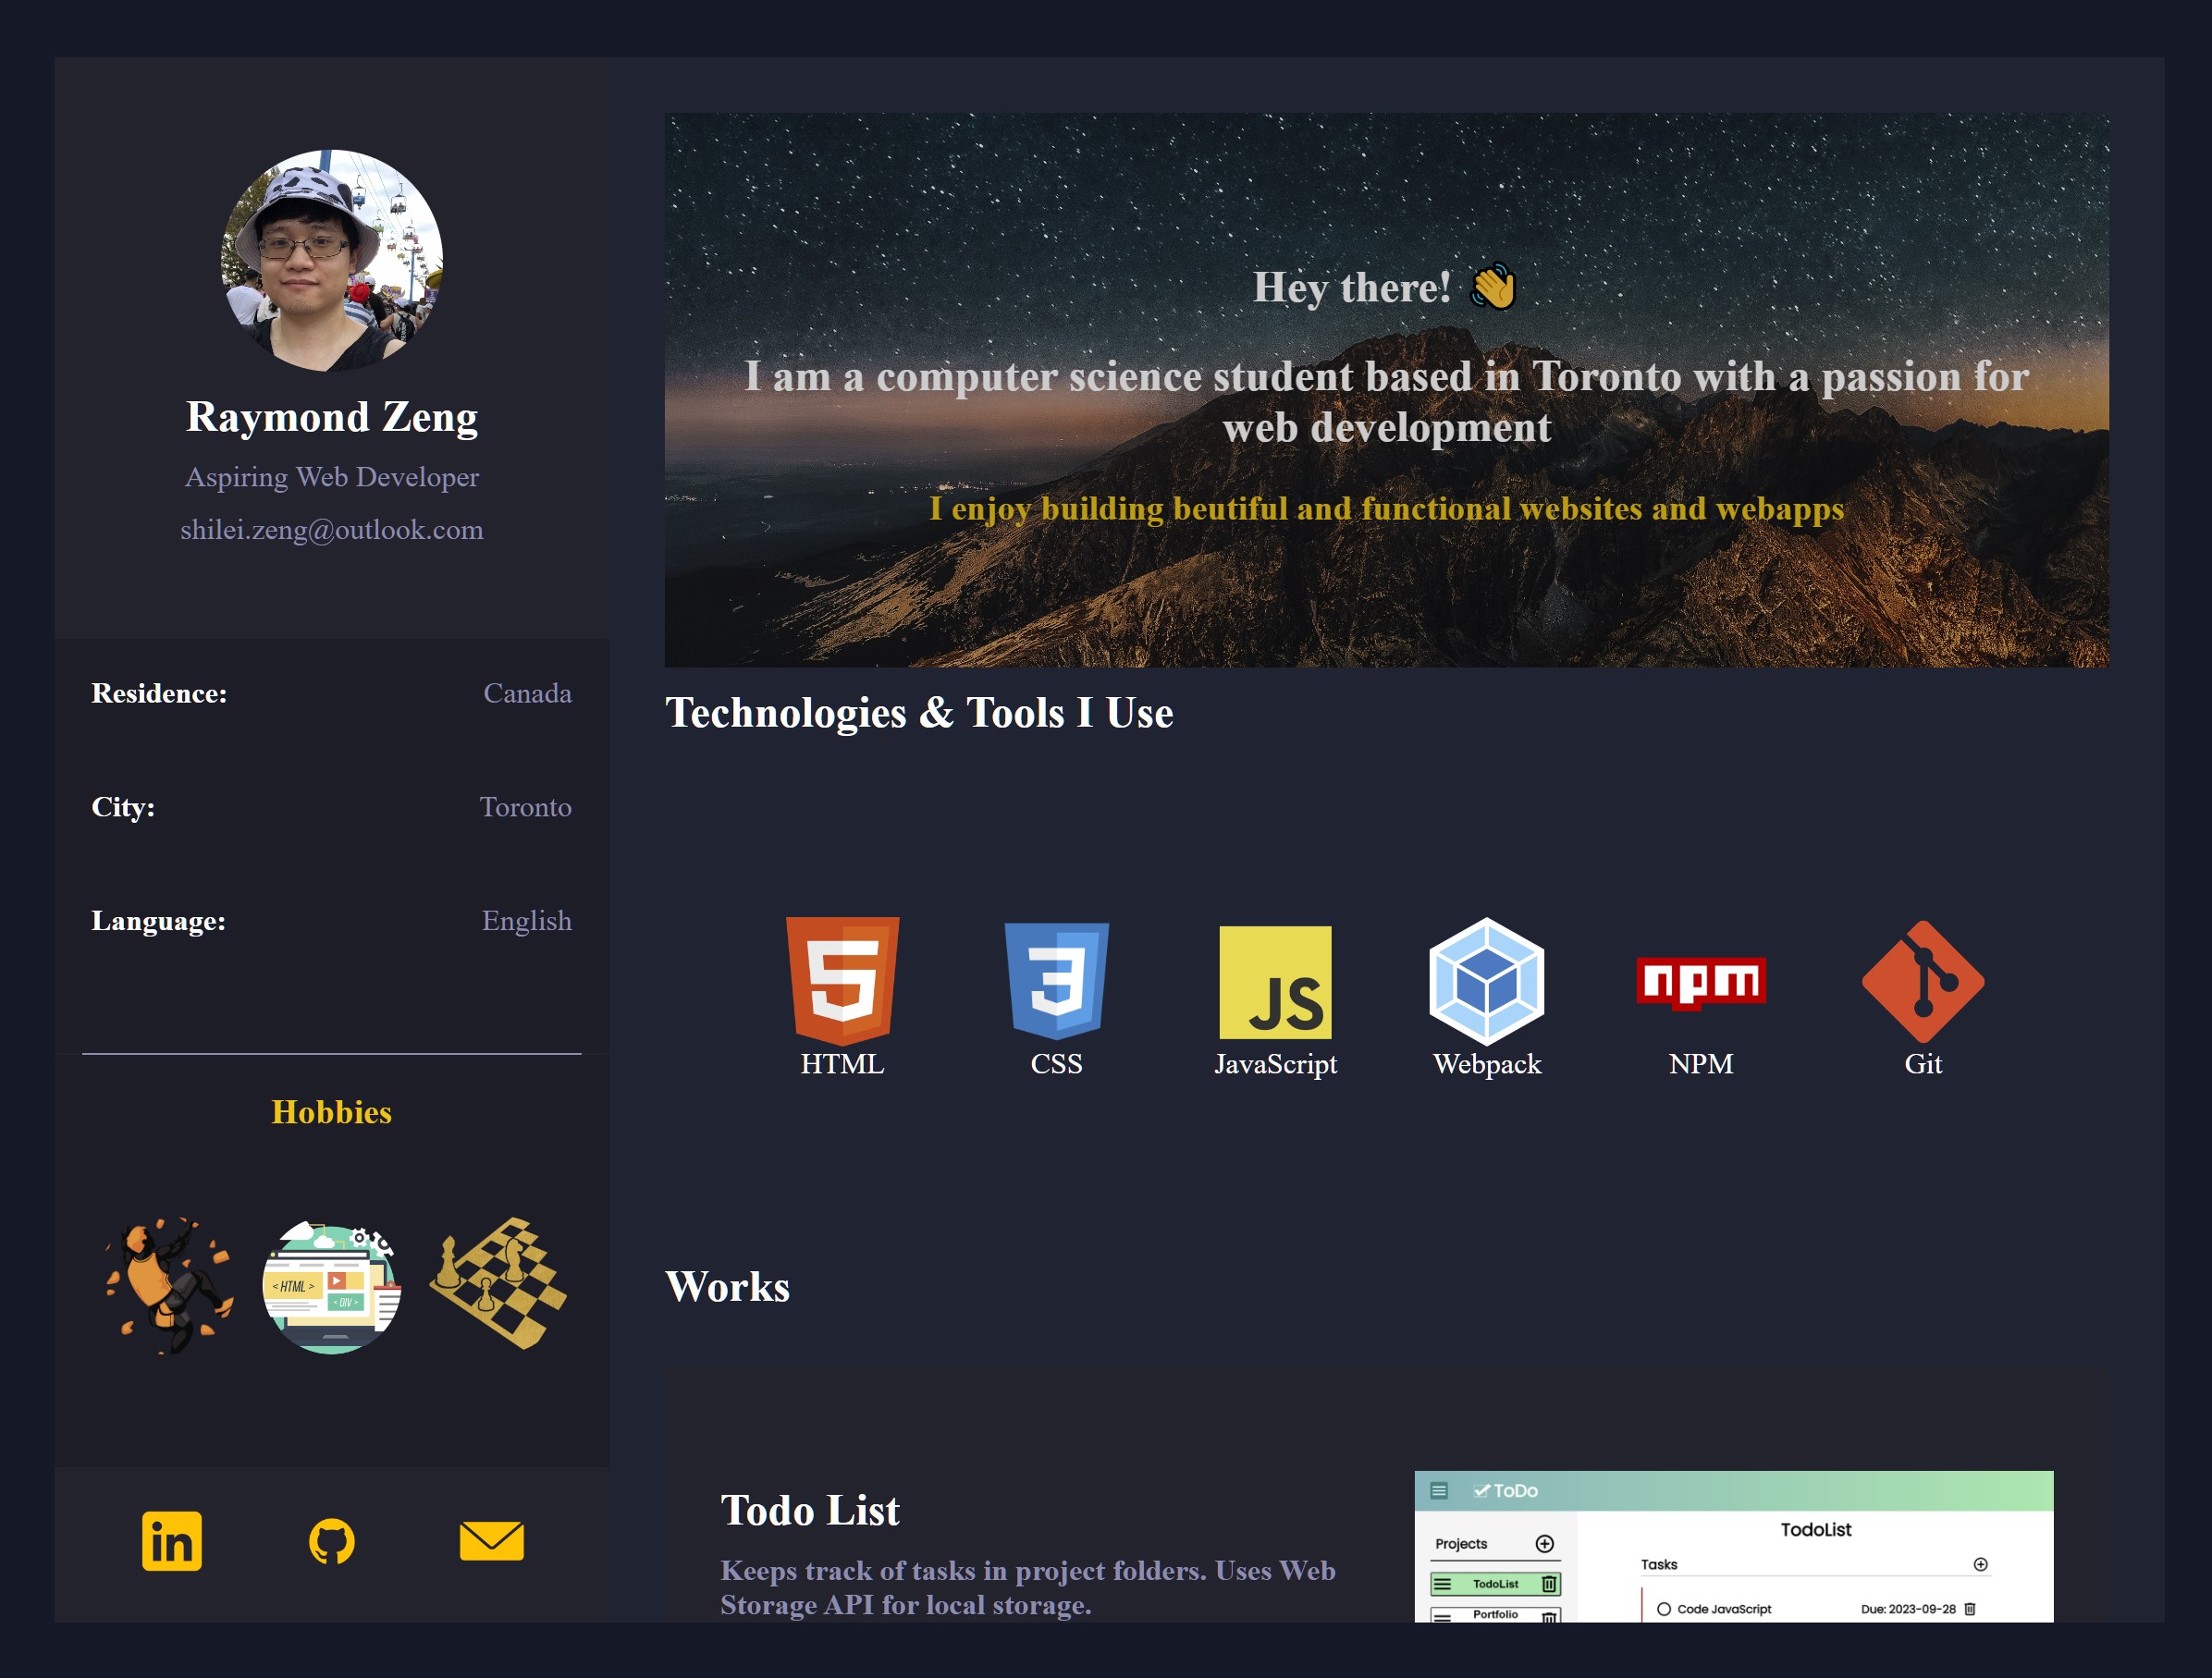 Raymond Zeng
Aspiring Web Developer
shilei.zeng@outlook.com
Residence:
Canada
City:
Toronto
Language:
English
Hobbies
< HTML >
< DIV >
in
Hey there! 👋
I am a computer science student based in Toronto with a passion for
web development
I enjoy building beutiful and functional websites and webapps
Technologies & Tools I Use
5
3
JS
npm
HTML
CSS
JavaScript
Webpack
NPM
Git
Works
Todo List
Keeps track of tasks in project folders. Uses Web
Storage API for local storage.
ToDo
Projects
TodoList
Portfolio
TodoList
Tasks
Code JavaScript
Due: 2023-09-28